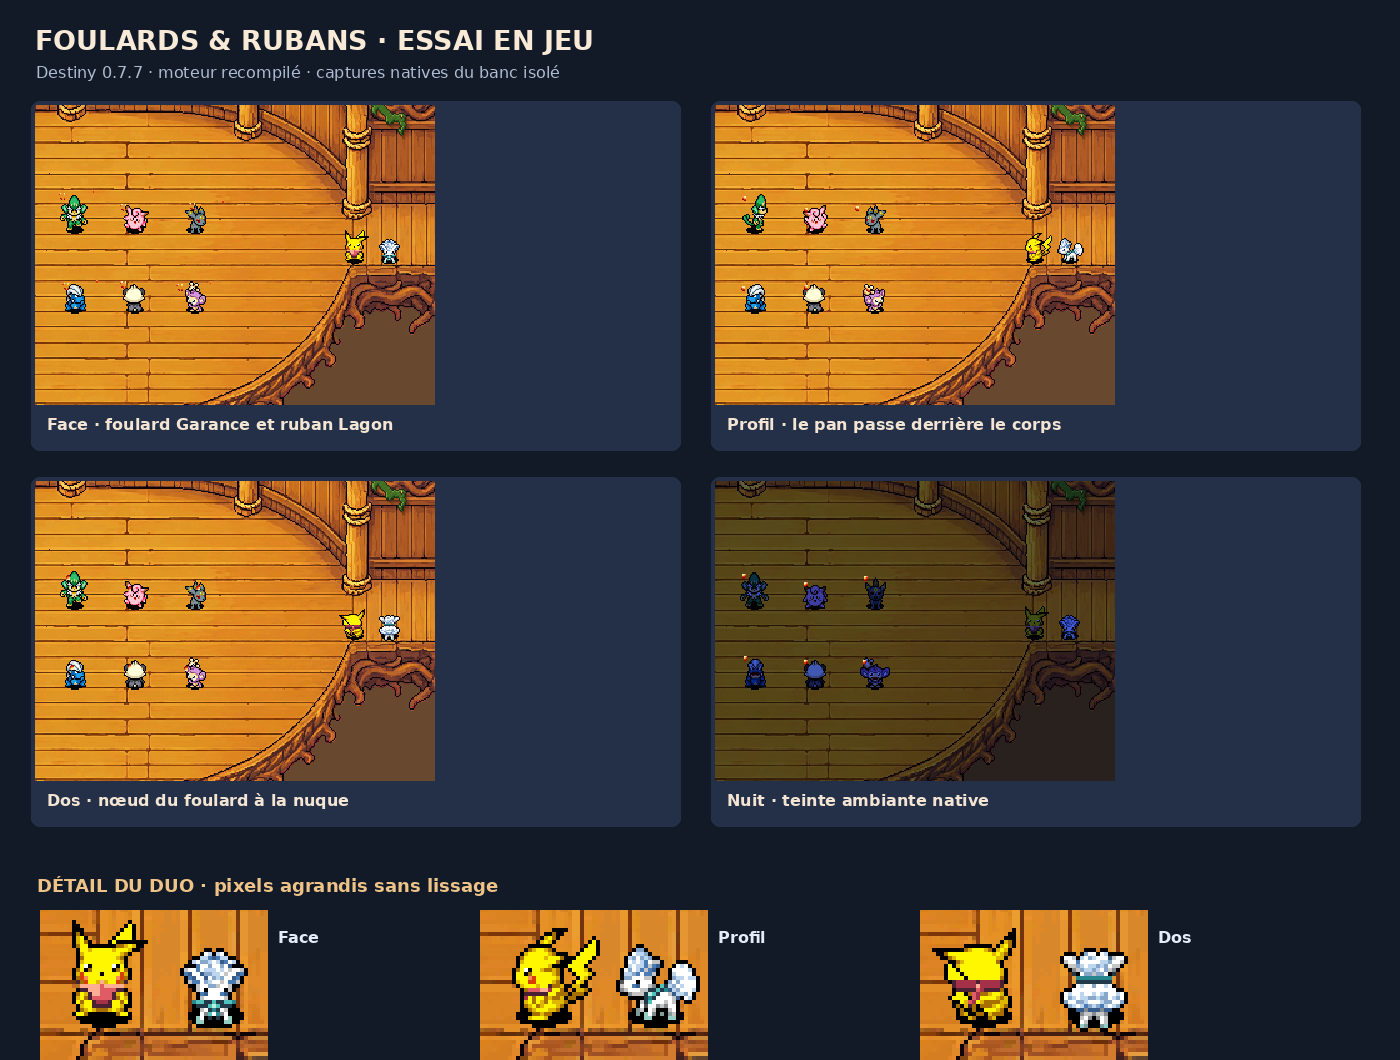 FOULARDS & RUBANS · ESSAI EN JEU
Destiny 0.7.7 · moteur recompilé · captures natives du banc isolé
Face · foulard Garance et ruban Lagon
Profil · le pan passe derrière le corps
Dos · nœud du foulard à la nuque
Nuit · teinte ambiante native
DÉTAIL DU DUO · pixels agrandis sans lissage
Face
Profil
Dos